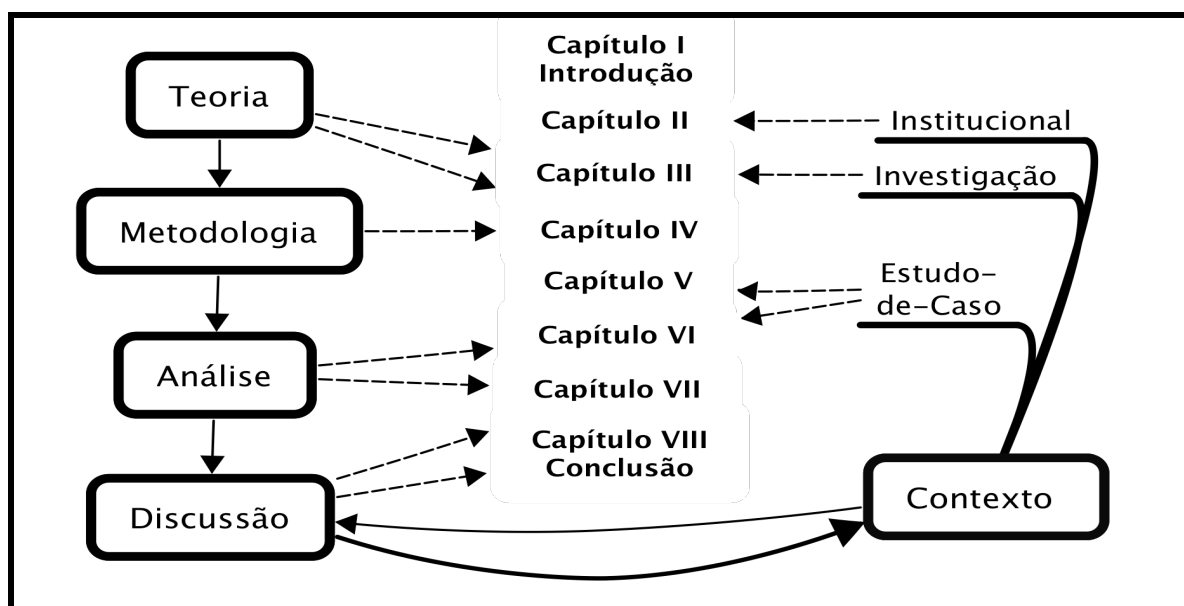 Teoria
Metodologia
Análise
Discussão
Capítulo I
Introdução
Capítulo II
Capítulo III
Capítulo IV
Capítulo V
Capítulo VI
Capítulo VII
Capítulo VIII
Conclusão
Institucional
Investigação
Estudo-
de-Caso
Contexto